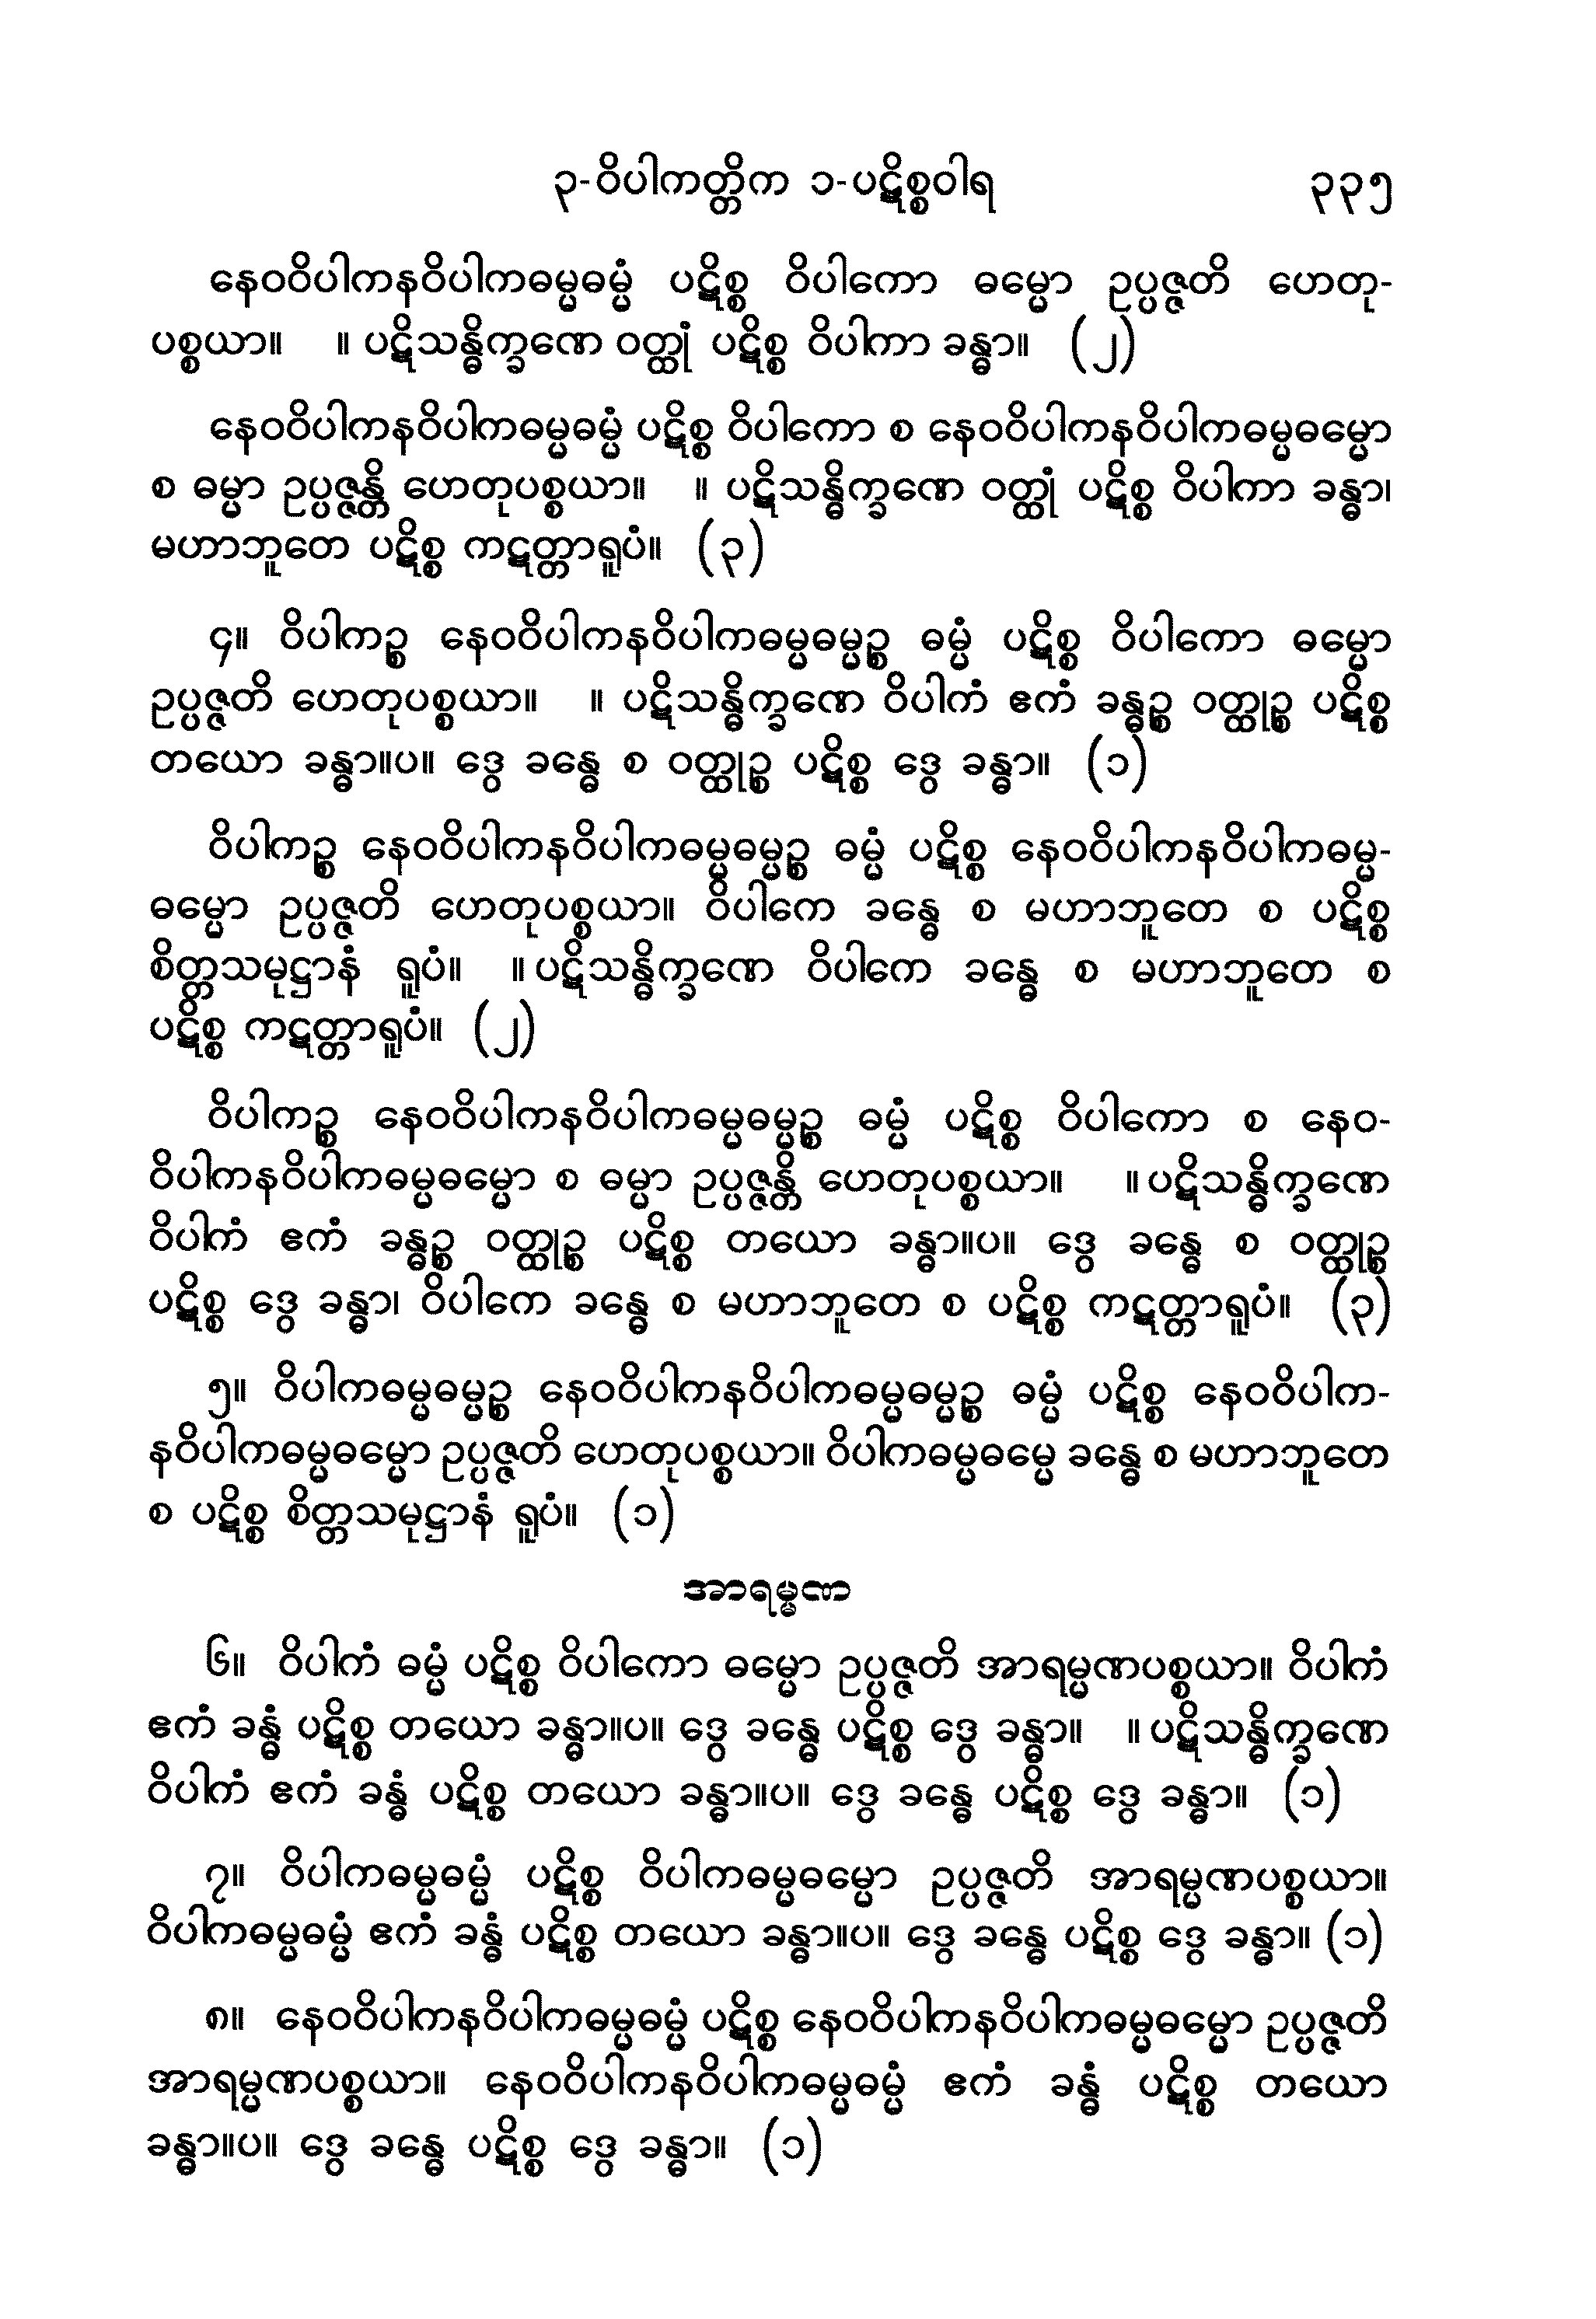 ၃-ဝိပါကတ္တိက ၁-ပဋိစ္စဝါရ ၃၃၅
နေဝဝိပါကနဝိပါကဓမ္မဓမ္မံ ပဋိစ္စ ဝိပါကော ဓမ္မော ဥပ္ပဇ္ဇတိ ဟေတု-
ပစ္စယာ။ ။ ပဋိသန္ဓိက္ခဏေ ဝတ္ထုံ ပဋိစ္စ ဝိပါကာ ခန္ဓာ။ (၂)
နေဝဝိပါကနဝိပါကဓမ္မဓမ္မံ ပဋိစ္စ ဝိပါကော စ နေဝဝိပါကနဝိပါကဓမ္မဓမ္မော
စ ဓမ္မာ ဥပ္ပဇ္ဇန္တိ ဟေတုပစ္စယာ။ ။ ပဋိသန္ဓိက္ခဏေ ဝတ္ထုံ ပဋိစ္စ ဝိပါကာ ခန္ဓာ၊
မဟာဘူတေ ပဋိစ္စ ကဋတ္တာရူပံ။ (၃)
၄။ ဝိပါကဉ္စ နေဝဝိပါကနဝိပါကဓမ္မဓမ္မဉ္စ ဓမ္မံ ပဋိစ္စ ဝိပါကော ဓမ္မော
ဥပ္ပဇ္ဇတိ ဟေတုပစ္စယာ။ ။ ပဋိသန္ဓိက္ခဏေ ဝိပါကံ ဧကံ ခန္ဓဉ္စ ဝတ္ထုဉ္စ ပဋိစ္စ
တယော ခန္ဓာ။ပ။ ဒွေ ခန္ဓေ စ ဝတ္ထုဉ္စ ပဋိစ္စ ဒွေ ခန္ဓာ။ (၁)
ဝိပါကဉ္စ နေဝဝိပါကနဝိပါကဓမ္မဓမ္မဉ္စ ဓမ္မံ ပဋိစ္စ နေဝဝိပါကနဝိပါကဓမ္မ-
ဓမ္မော ဥပ္ပဇ္ဇတိ ဟေတုပစ္စယာ။ ဝိပါကေ ခန္ဓေ စ မဟာဘူတေ စ ပဋိစ္စ
စိတ္တသမုဋ္ဌာနံ ရူပံ။ ။ ပဋိသန္ဓိက္ခဏေ ဝိပါကေ ခန္ဓေ စ မဟာဘူတေ စ
ပဋိစ္စ ကဋတ္တာရူပံ။ (၂)
ဝိပါကဉ္စ နေဝဝိပါကနဝိပါကဓမ္မဓမ္မဉ္စ ဓမ္မံ ပဋိစ္စ ဝိပါကော စ နေဝ-
ဝိပါကနဝိပါကဓမ္မဓမ္မော စ ဓမ္မာ ဥပ္ပဇ္ဇန္တိ ဟေတုပစ္စယာ။ ။ ပဋိသန္ဓိက္ခဏေ
ဝိပါကံ ဧကံ ခန္ဓဉ္စ ဝတ္ထုဉ္စ ပဋိစ္စ တယော ခန္ဓာ။ပ။ ဒွေ ခန္ဓေ စ ဝတ္ထုဉ္စ
ပဋိစ္စ ဒွေ ခန္ဓာ၊ ဝိပါကေ ခန္ဓေ စ မဟာဘူတေ စ ပဋိစ္စ ကဋတ္တာရူပံ။ (၃)
၅။ ဝိပါကဓမ္မဓမ္မဉ္စ နေဝဝိပါကနဝိပါကဓမ္မဓမ္မဉ္စ ဓမ္မံ ပဋိစ္စ နေဝဝိပါက-
နဝိပါကဓမ္မဓမ္မော ဥပ္ပဇ္ဇတိ ဟေတုပစ္စယာ။ ဝိပါကဓမ္မဓမ္မေ ခန္ဓေ စ မဟာဘူတေ
စ ပဋိစ္စ စိတ္တသမုဋ္ဌာနံ ရူပံ။ (၁)
အာရမ္မဏ
၆။ ဝိပါကံ ဓမ္မံ ပဋိစ္စ ဝိပါကော ဓမ္မော ဥပ္ပဇ္ဇတိ အာရမ္မဏပစ္စယာ။ ဝိပါကံ
ဧကံ ခန္ဓံ ပဋိစ္စ တယော ခန္ဓာ။ပ။ ဒွေ ခန္ဓေ ပဋိစ္စ ဒွေ ခန္ဓာ။ ။ ပဋိသန္ဓိက္ခဏေ
ဝိပါကံ ဧကံ ခန္ဓံ ပဋိစ္စ တယော ခန္ဓာ။ပ။ ဒွေ ခန္ဓေ ပဋိစ္စ ဒွေ ခန္ဓာ။ (၁)
၇။ ဝိပါကဓမ္မဓမ္မံ ပဋိစ္စ ဝိပါကဓမ္မဓမ္မော ဥပ္ပဇ္ဇတိ အာရမ္မဏပစ္စယာ။
ဝိပါကဓမ္မဓမ္မံ ဧကံ ခန္ဓံ ပဋိစ္စ တယော ခန္ဓာ။ပ။ ဒွေ ခန္ဓေ ပဋိစ္စ ဒွေ ခန္ဓာ။ (၁)
၈။ နေဝဝိပါကနဝိပါကဓမ္မဓမ္မံ ပဋိစ္စ နေဝဝိပါကနဝိပါကဓမ္မဓမ္မော ဥပ္ပဇ္ဇတိ
အာရမ္မဏပစ္စယာ။ နေဝဝိပါကနဝိပါကဓမ္မဓမ္မံ ဧကံ ခန္ဓံ ပဋိစ္စ တယော
ခန္ဓာ။ပ။ ဒွေ ခန္ဓေ ပဋိစ္စ ဒွေ ခန္ဓာ။ (၁)